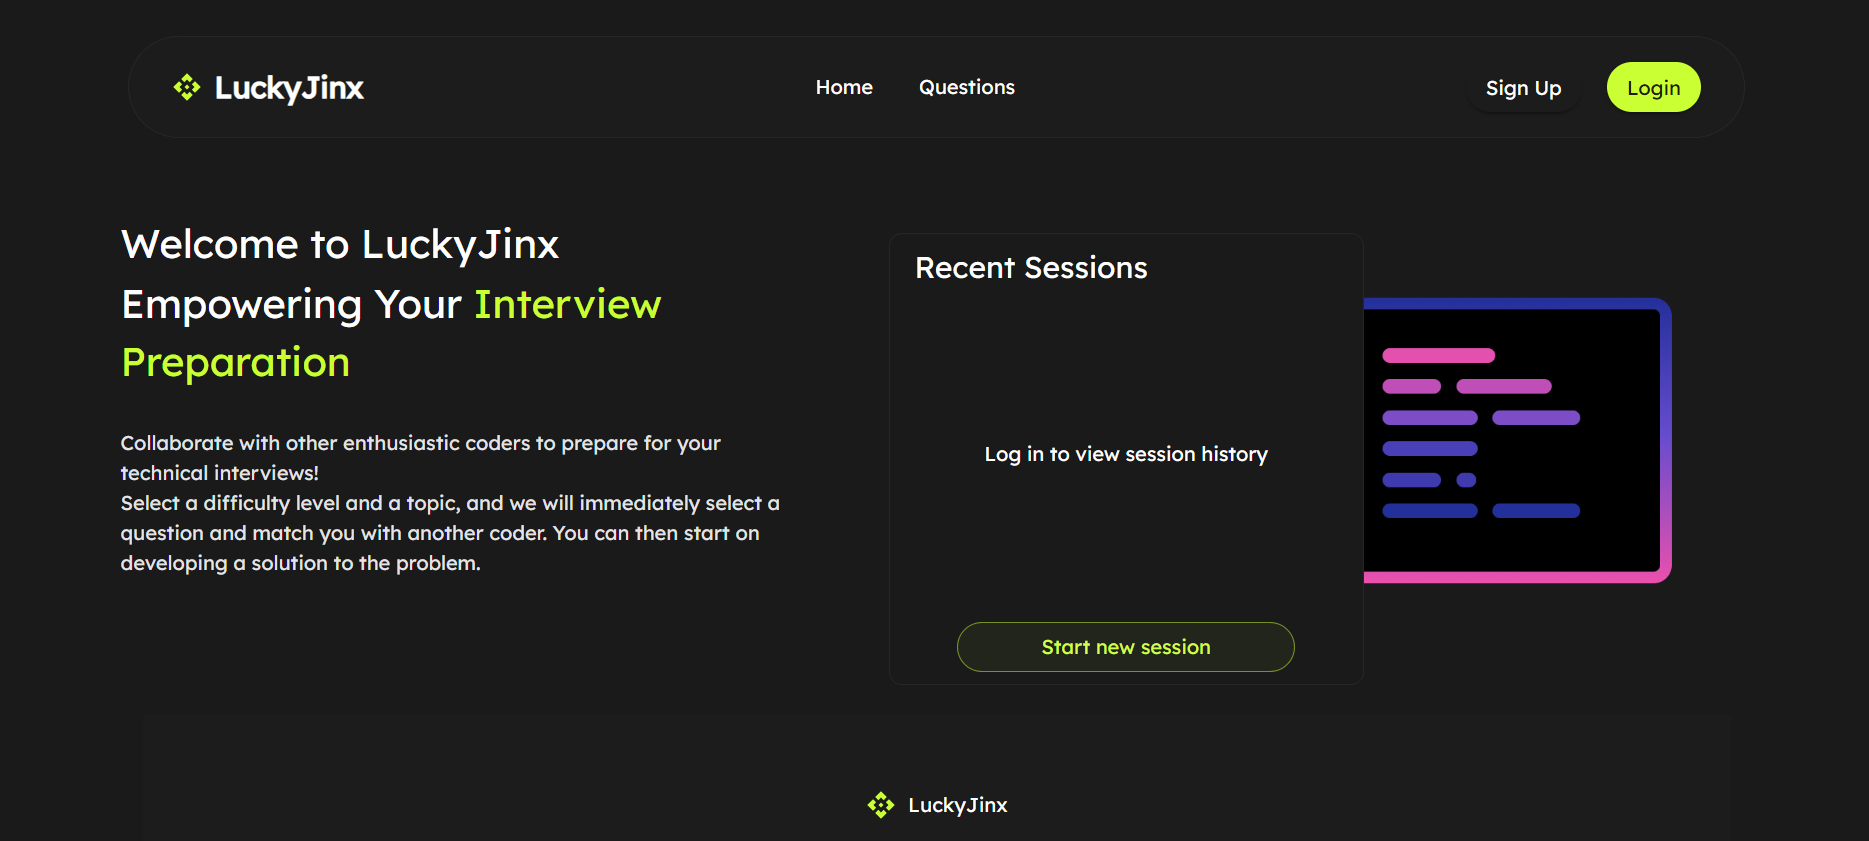 LuckyJinx
Home
Questions
Sign Up
Login
Welcome to LuckyJinx
Empowering Your Interview
Preparation
Collaborate with other enthusiastic coders to prepare for your
technical interviews!
Select a difficulty level and a topic, and we will immediately select a
question and match you with another coder. You can then start on
developing a solution to the problem.
Recent Sessions
Log in to view session history
Start new session
LuckyJinx